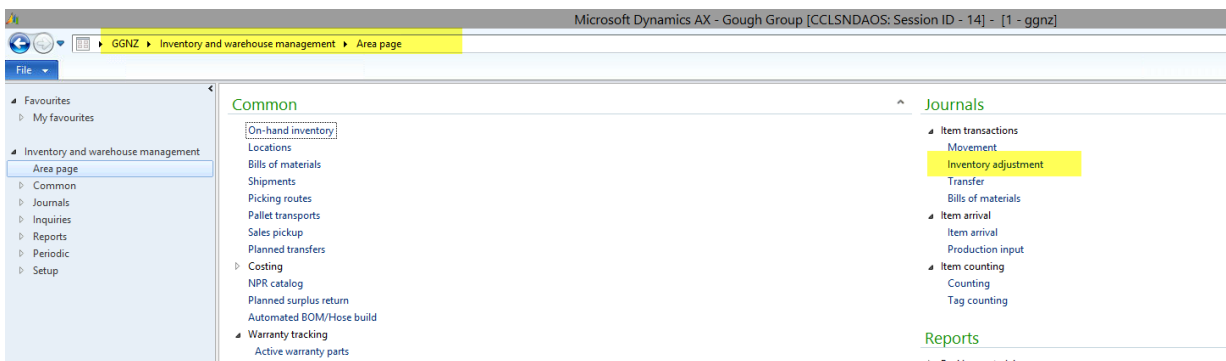 Microsoft Dynamics AX - Gough Group [CCLSNDAOS: Session ID - 14] - [1 - ggnz]
GGNZ Inventory and warehouse management Area page
File
Favourites
My favourites
Inventory and warehouse management
Area page
Common
Journals
Inquiries
Reports
Periodic
Setup
Common
On-hand inventory
Locations
Bills of materials
Shipments
Picking routes
Pallet transports
Sales pickup
Planned transfers
Costing
NPR catalog
Planned surplus return
Automated BOM/Hose build
Warranty tracking
Active warranty parts
Journals
Item transactions
Movement
Inventory adjustment
Transfer
Bills of materials
Item arrival
Item arrival
Production input
Item counting
Counting
Tag counting
Reports